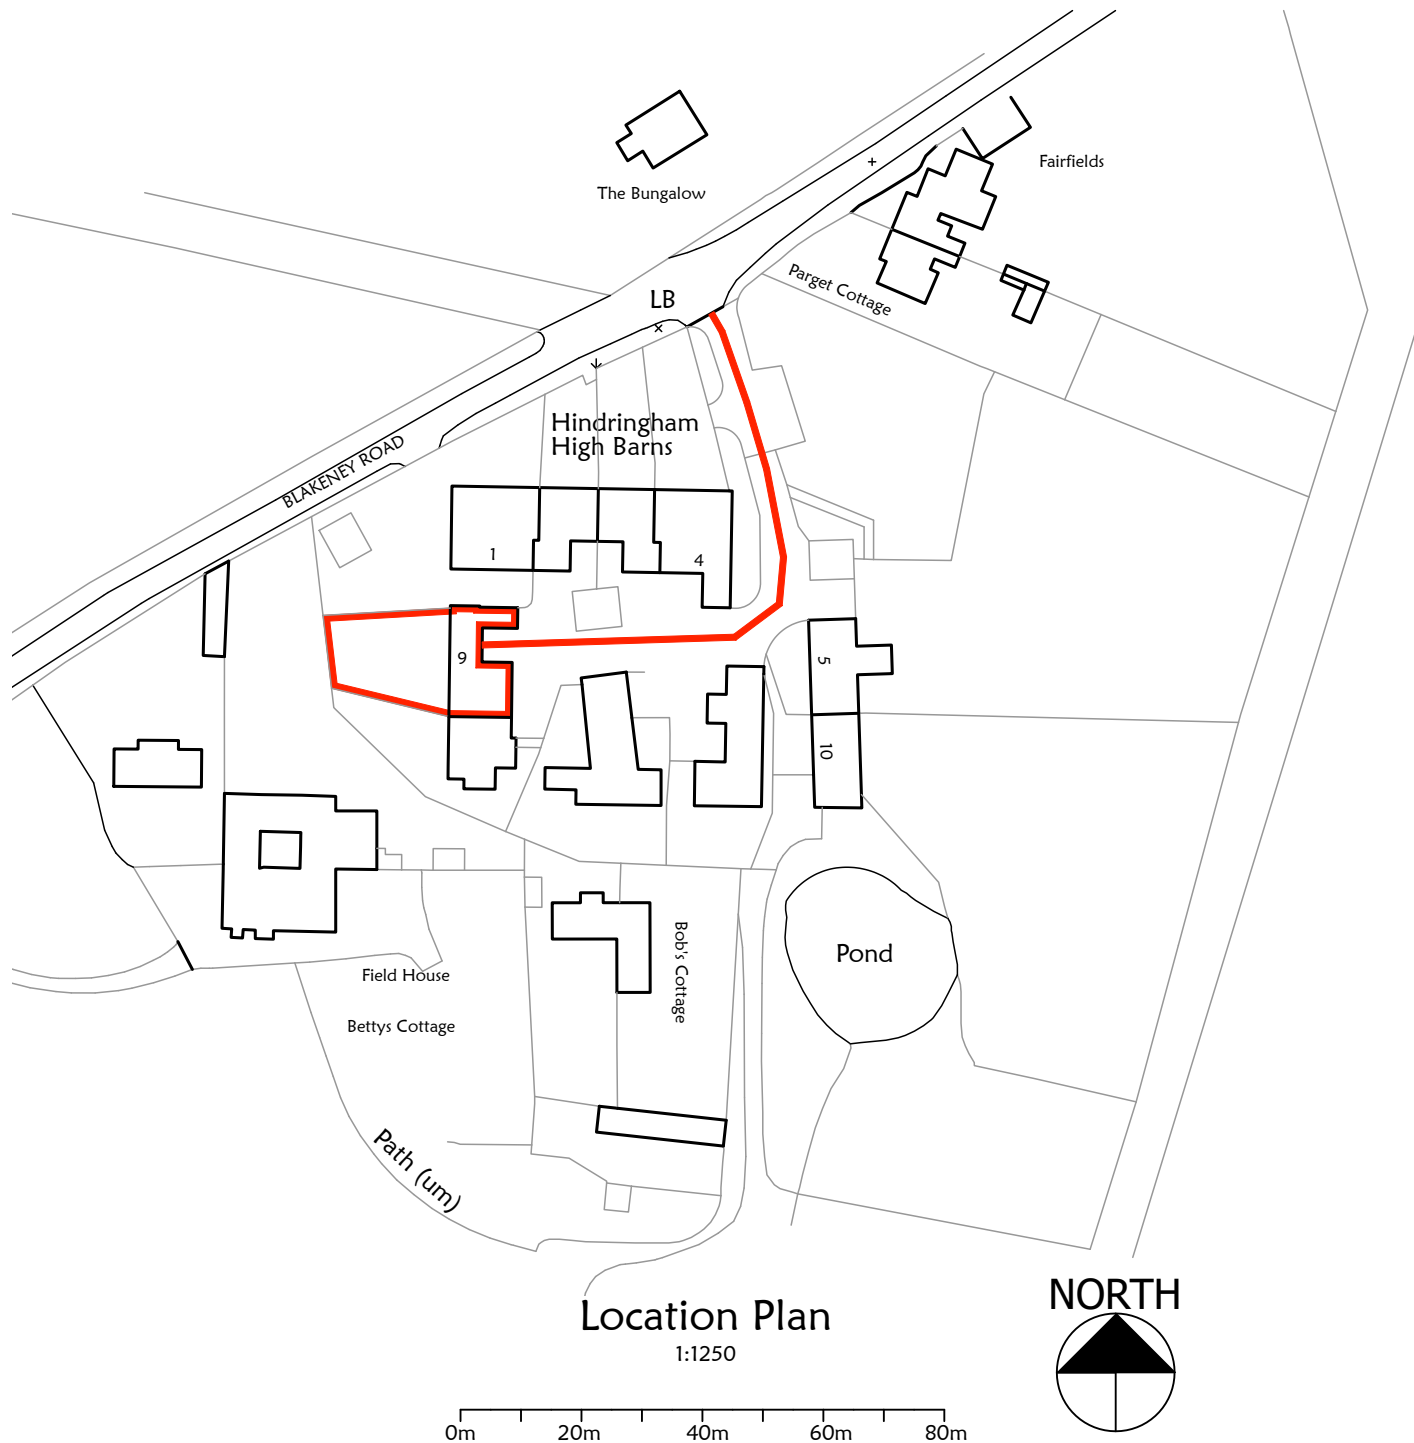 Fairfields
The Bungalow
Parget Cottage
LB
Hindringham
High Barns
BLAKENEY ROAD
1
4
9
5
10
Bob's Cottage
Pond
Field House
Bettys Cottage
Path (um)
NORTH
Location Plan
1:1250
0m 20m 40m 60m 80m